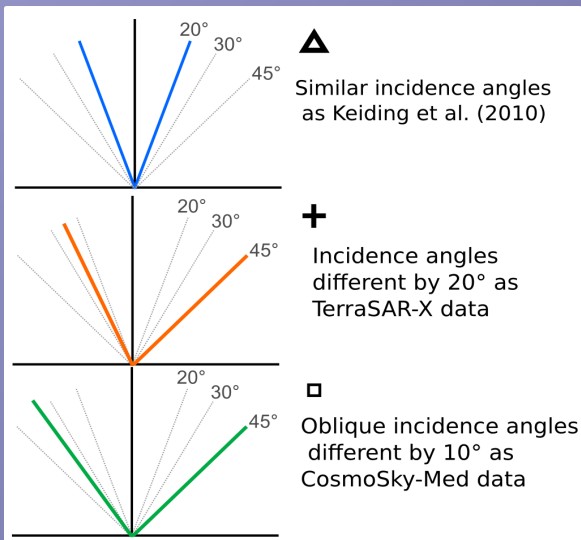 20°
30°
45°
Similar incidence angles
as Keiding et al. (2010)
20°
30°
45°
Incidence angles
different by 20° as
TerraSAR-X data
20°
30°
45°
Oblique incidence angles
different by 10° as
CosmoSky-Med data